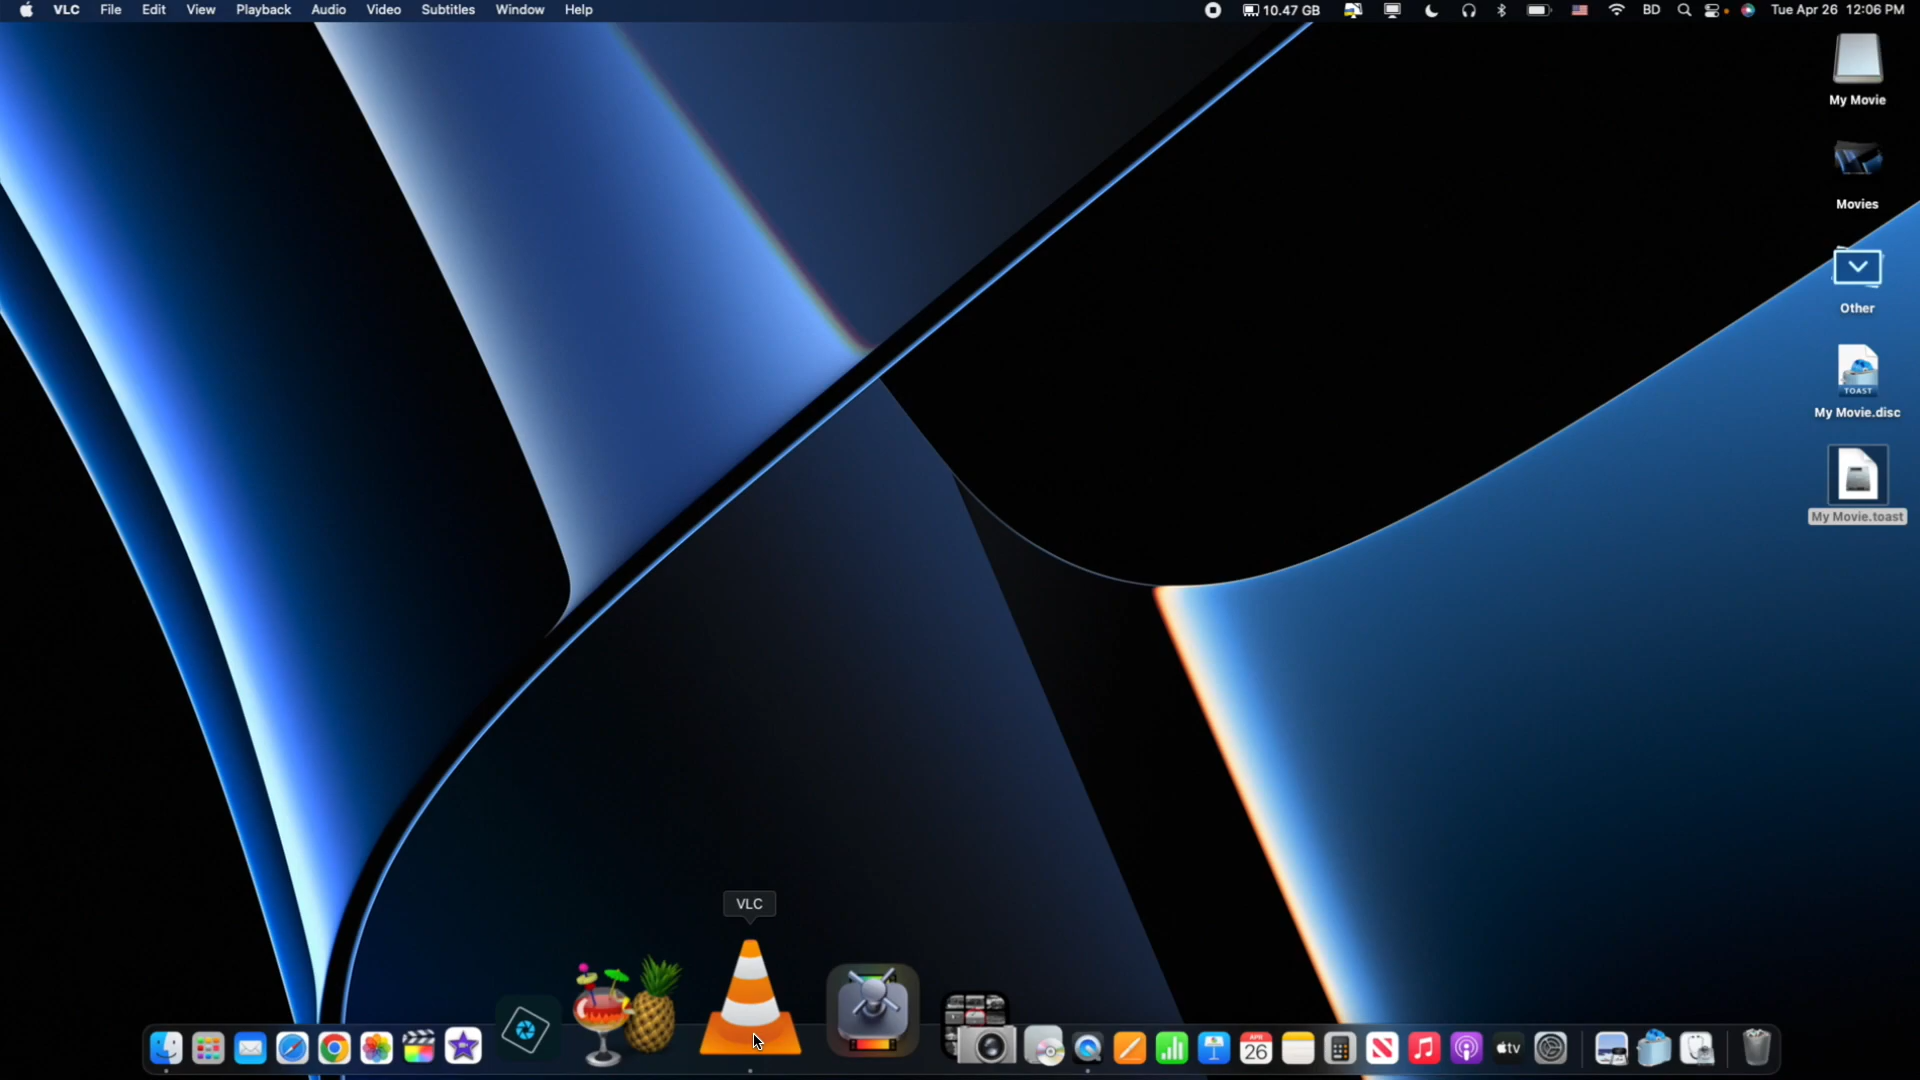 VLC File Edit View Playback Audio Video Subtitles Window Help 10.47 GB BD Tue Apr 26 12:06 PM
My Movie
Movies
Other
TOAST
My Movie.disc
My Movie.toast
VLC
APR
26
tv